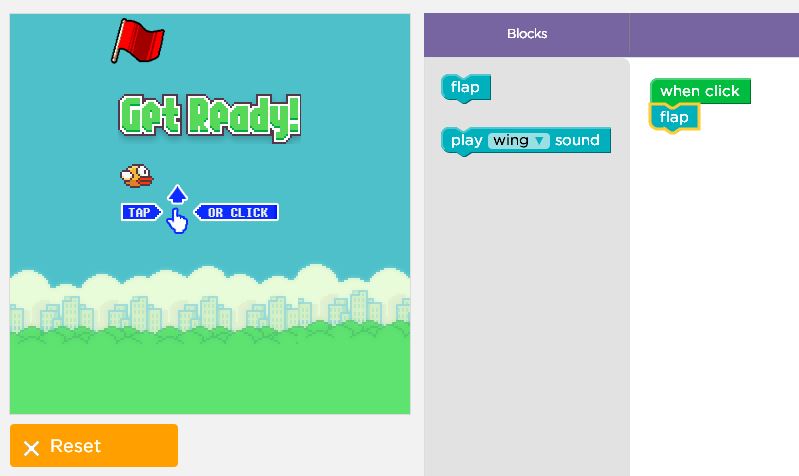 Get Ready!
TAP
OR CLICK
Reset
Blocks
flap
play wing sound
when click
flap